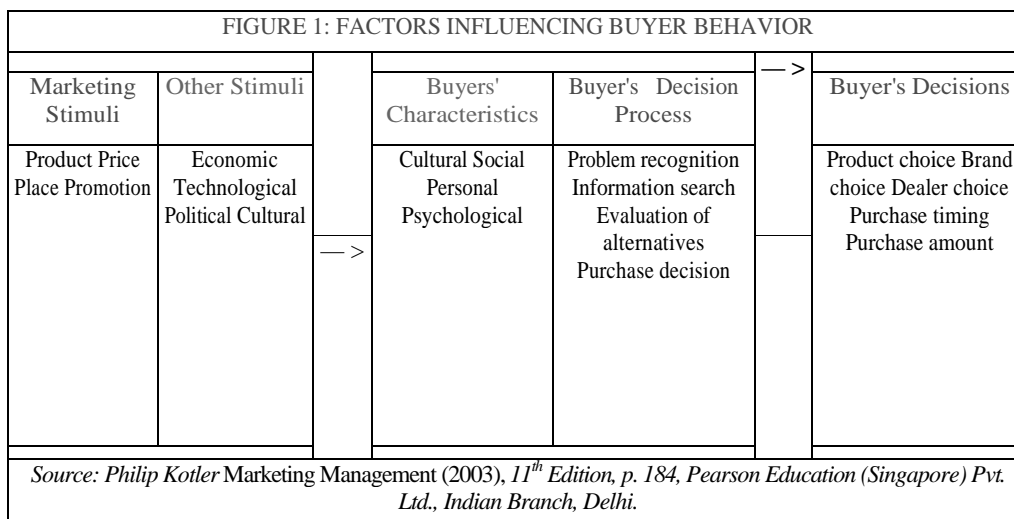 FIGURE 1: FACTORS INFLUENCING BUYER BEHAVIOR
Marketing
Stimuli
Other Stimuli
Buyers'
Characteristics
Buyer's Decision
Process
— >
Buyer's Decisions
Product Price
Place Promotion
Economic
Technological
Political Cultural
— >
Cultural Social
Personal
Psychological
Problem recognition
Information search
Evaluation of
alternatives
Purchase decision
Product choice Brand
choice Dealer choice
Purchase timing
Purchase amount
Source: Philip Kotler Marketing Management (2003), 11th Edition, p. 184, Pearson Education (Singapore) Pvt.
Ltd., Indian Branch, Delhi.